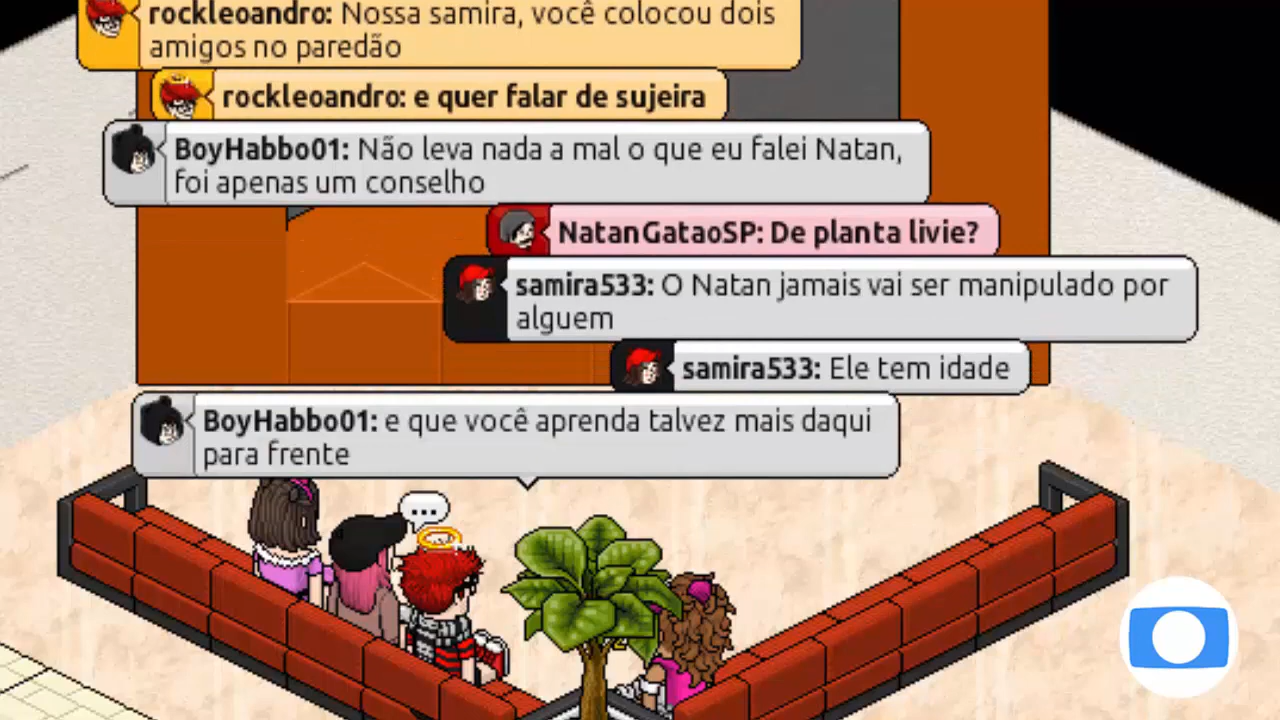 rockleoandro: Nossa samira, você colocou dois
amigos no paredão
rockleoandro: e quer falar de sujeira
BoyHabbo01: Não leva nada a mal o que eu falei Natan,
foi apenas um conselho
NatanGataoSP: De planta livie?
samira533: O Natan jamais vai ser manipulado por
alguem
samira533: Ele tem idade
BoyHabbo01: e que você aprenda talvez mais daqui
para frente
...